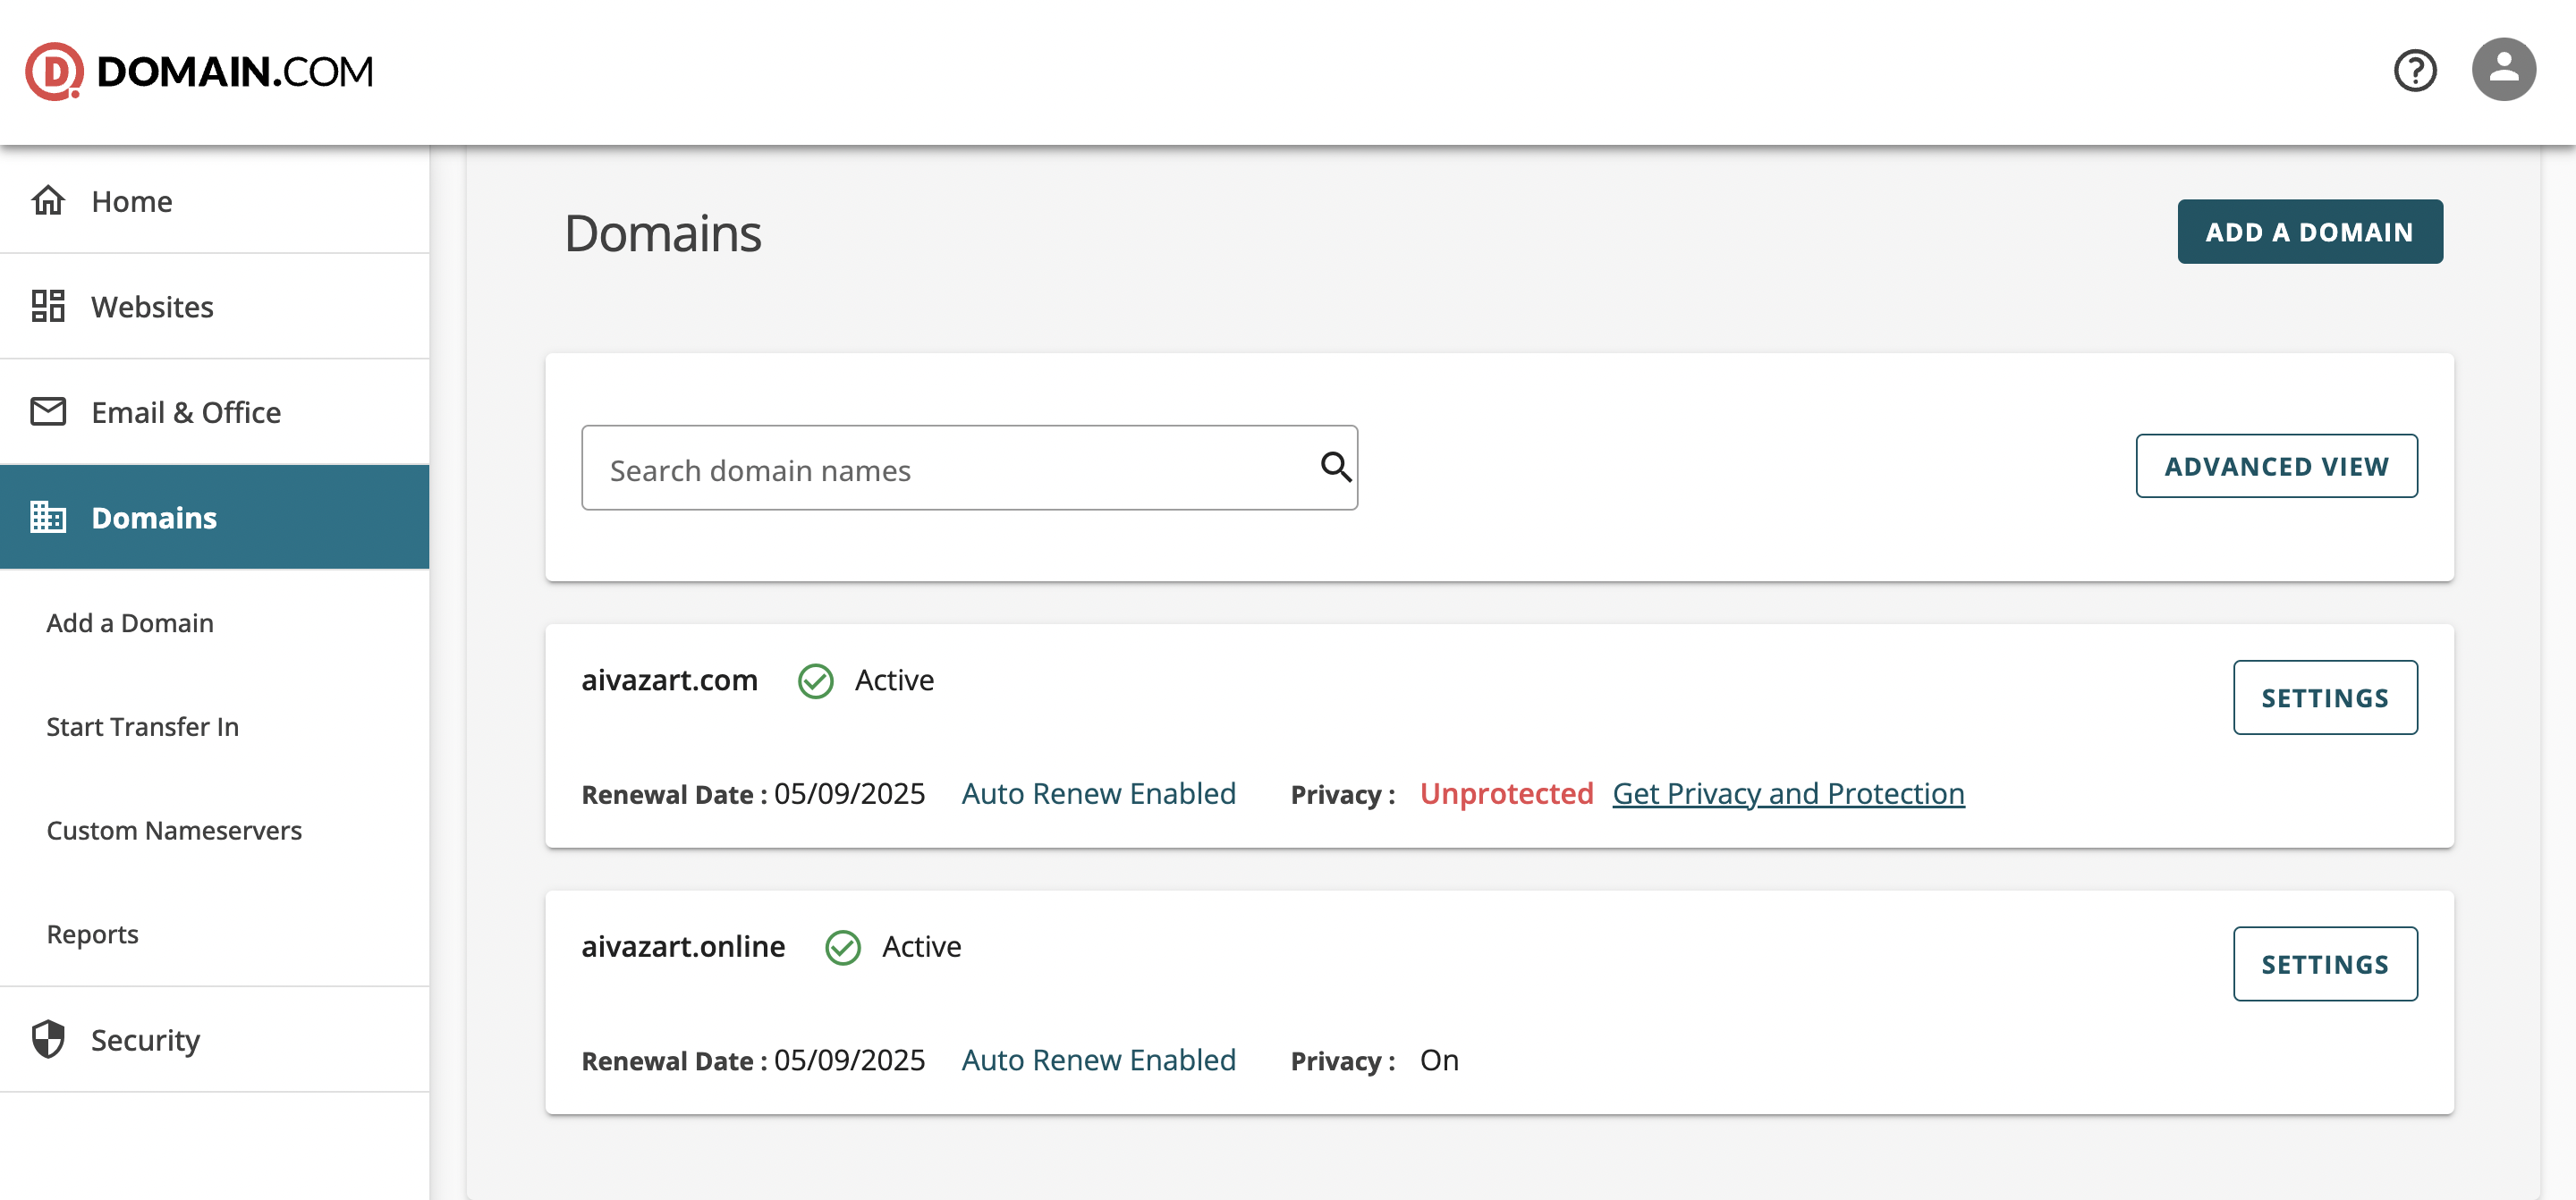 DOMAIN.COM
Home
Websites
Email & Office
Domains
Add a Domain
Start Transfer In
Custom Nameservers
Reports
Security
Domains
ADD A DOMAIN
Search domain names
ADVANCED VIEW
aivazart.com Active
SETTINGS
Renewal Date : 05/09/2025 Auto Renew Enabled Privacy : Unprotected Get Privacy and Protection
aivazart.online Active
SETTINGS
Renewal Date : 05/09/2025 Auto Renew Enabled Privacy : On